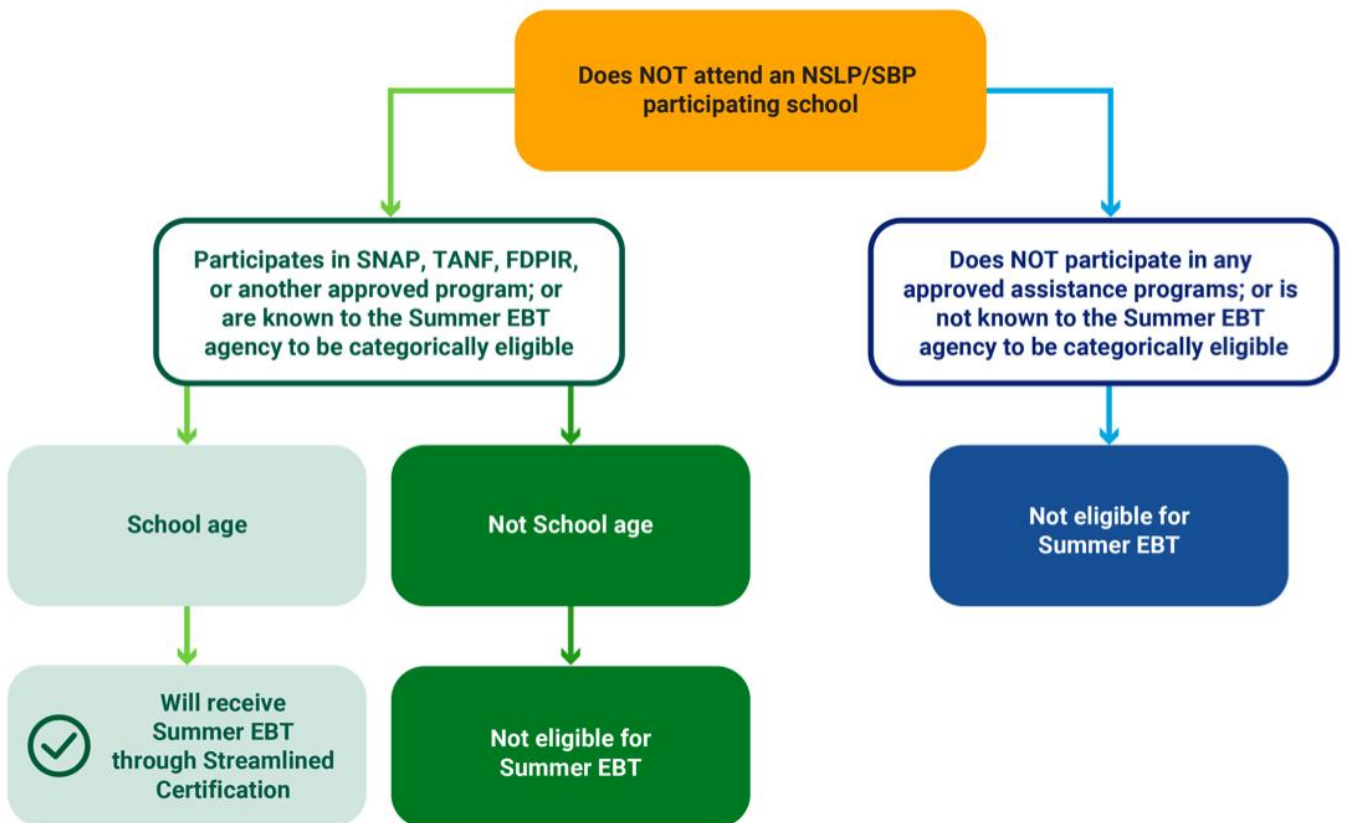 Does NOT attend an NSLP/SBP
participating school
Participates in SNAP, TANF, FDPIR,
or another approved program; or
are known to the Summer EBT
agency to be categorically eligible
Does NOT participate in any
approved assistance programs; or is
not known to the Summer EBT
agency to be categorically eligible
School age
Not School age
Not eligible for
Summer EBT
Will receive
Summer EBT
through Streamlined
Certification
Not eligible for
Summer EBT